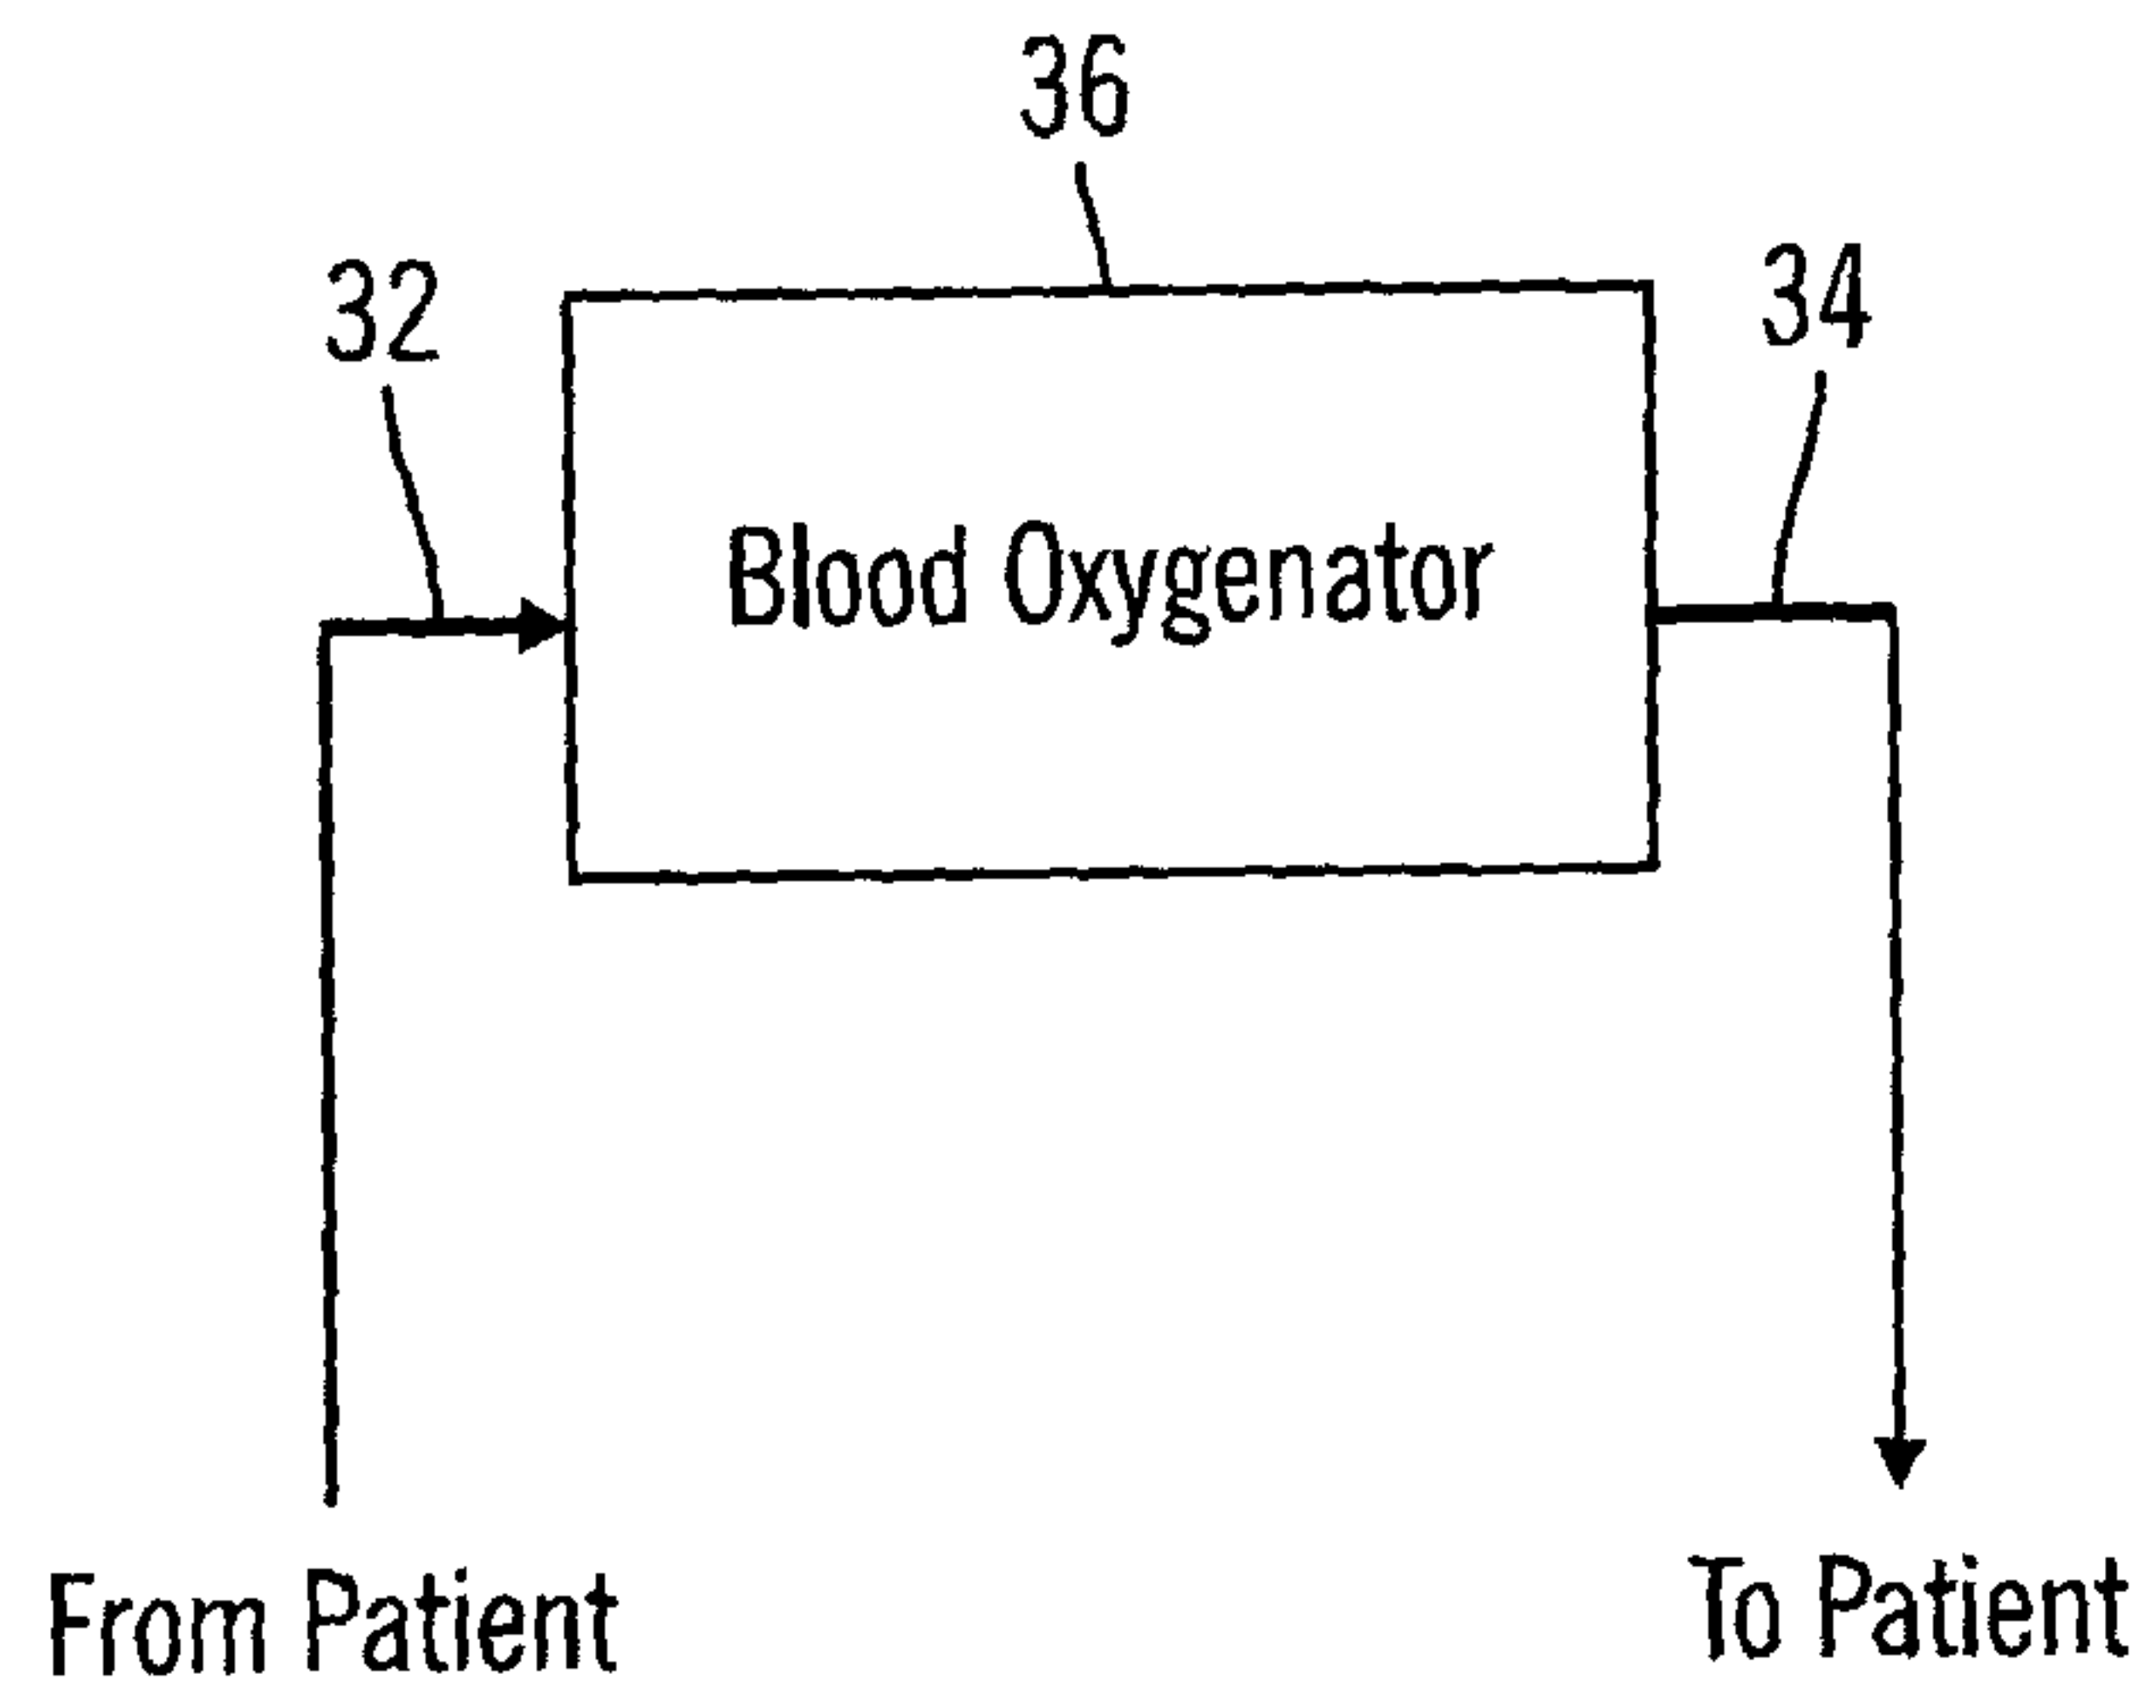 36
32
34
Blood Oxygenator
From Patient
To Patient